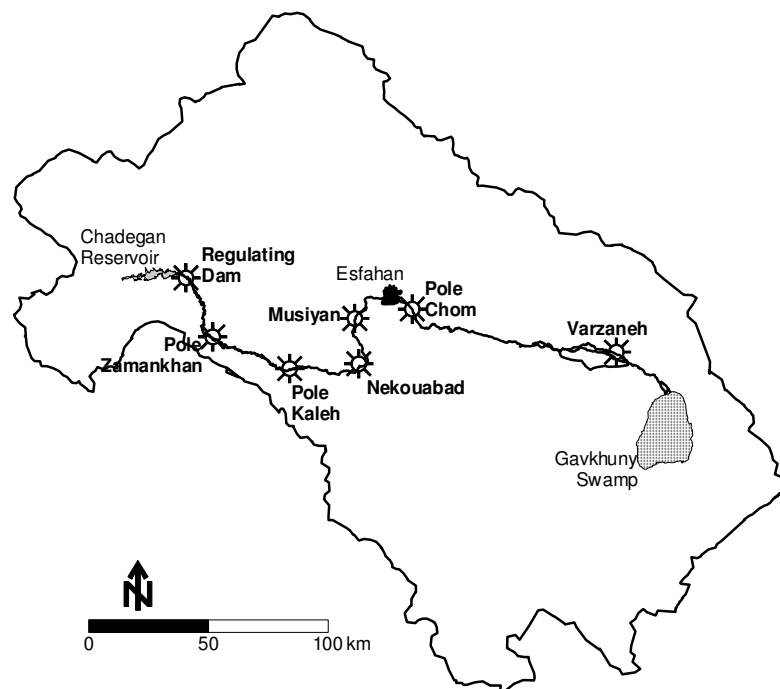 Chadegan
Reservoir
Regulating
Dam
Esfahan
Pole
Chom
Musiyan
Varzaneh
Pole
Zamankhan
Pole
Kaleh
Nekouabad
Gavkhuny
Swamp
N
0
50
100 km